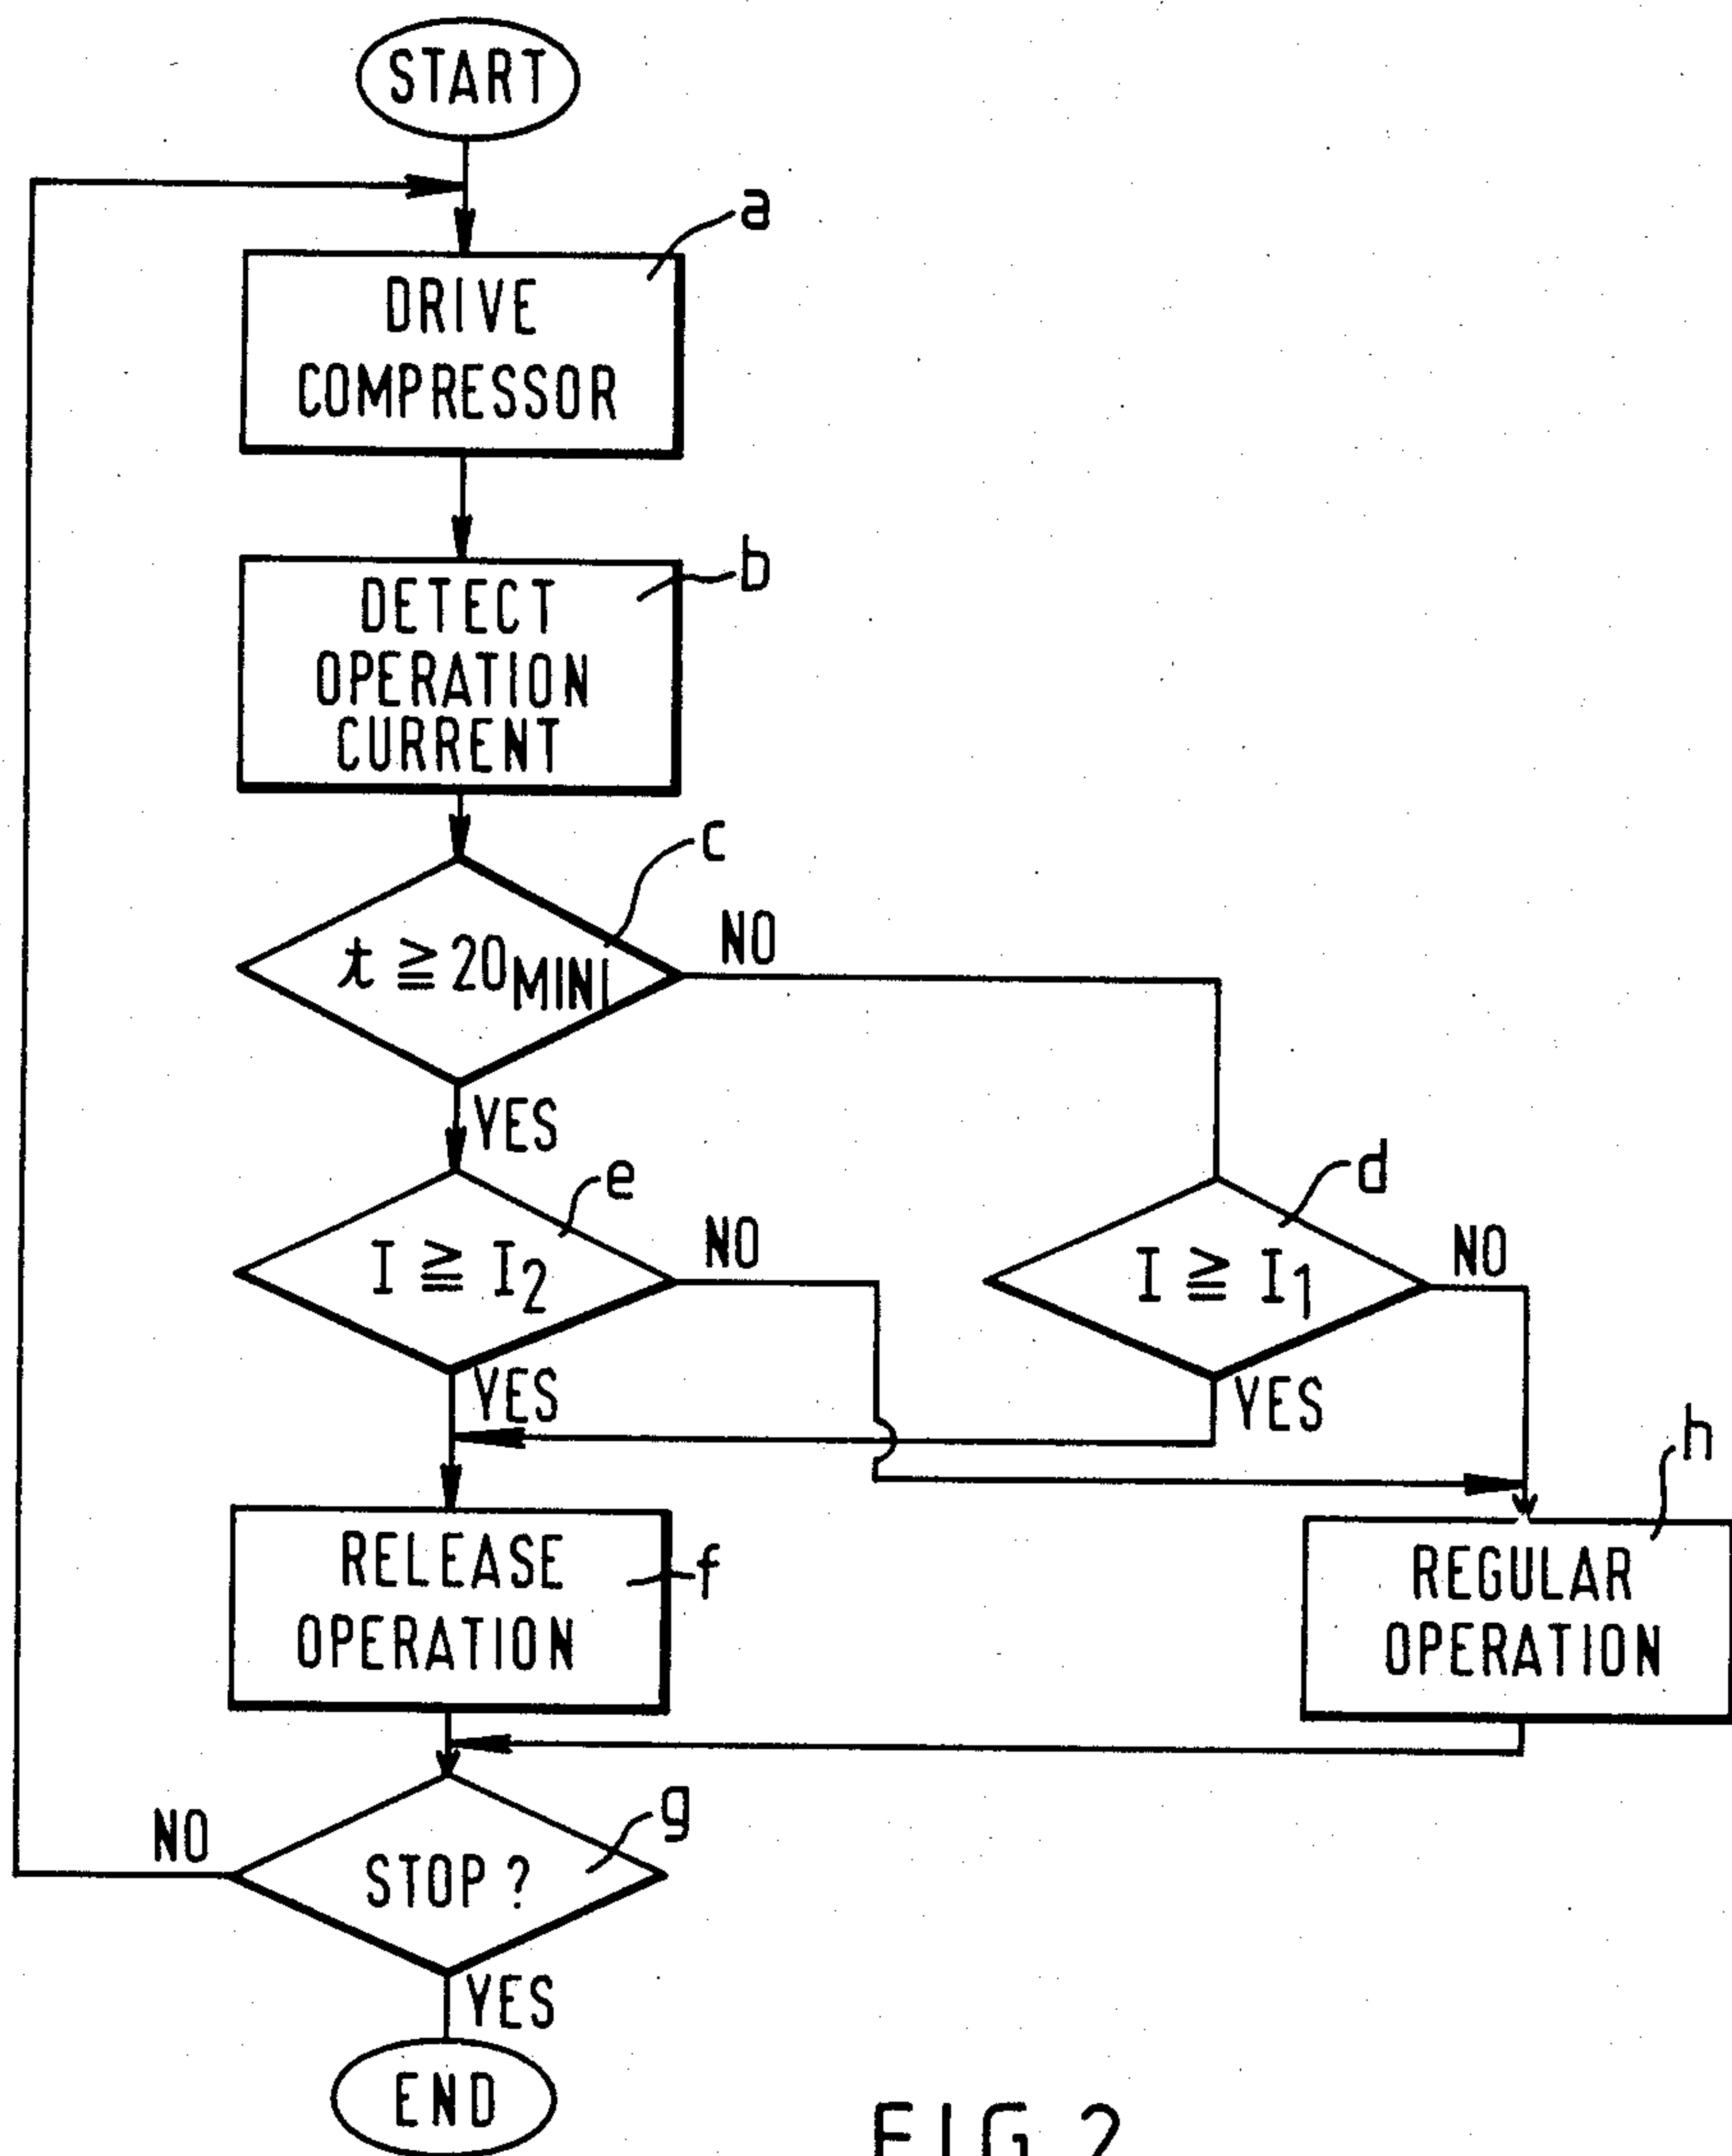 START
a
DRIVE
COMPRESSOR
b
DETECT
OPERATION
CURRENT
c
t ≧ 20MINI
NO
YES
e
I ≧ I2
NO
d
I ≧ I1
NO
YES
YES
h
RELEASE
OPERATION
f
REGULAR
OPERATION
g
NO
STOP ?
YES
END
FIG. 2